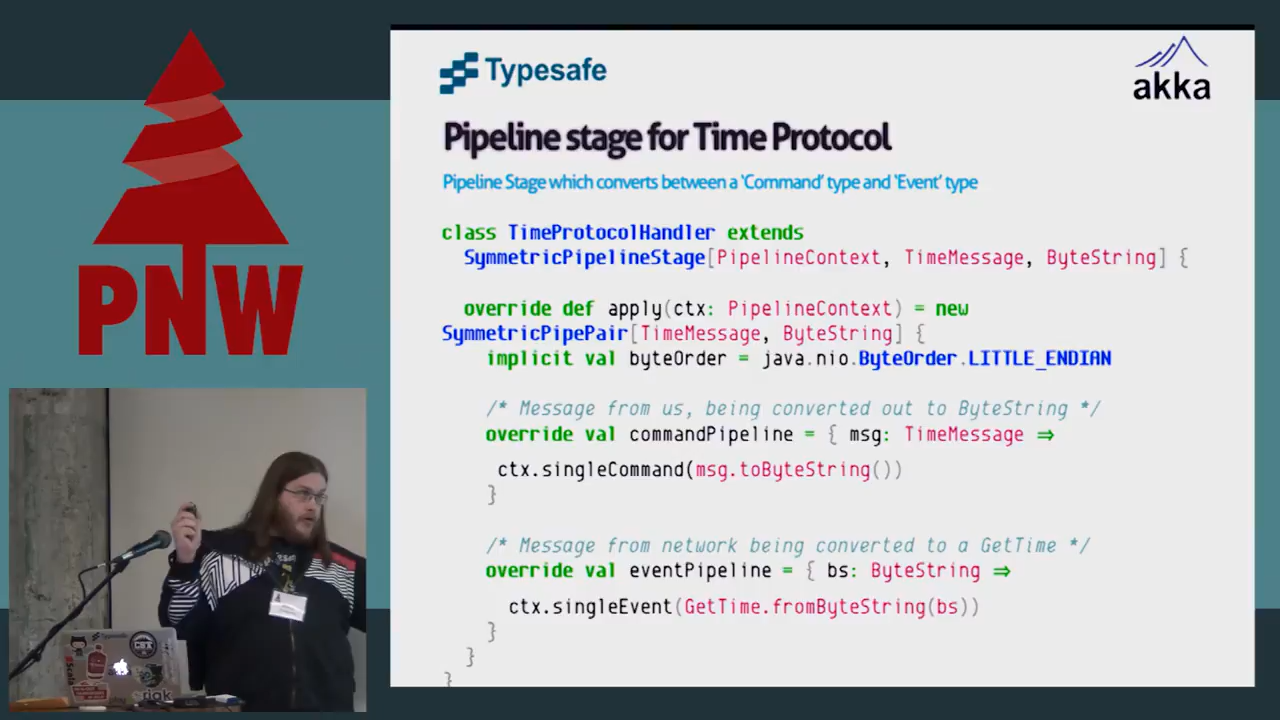 PNW
Typesafe
akka
Pipeline stage for Time Protocol
Pipeline Stage which converts between a 'Command' type and 'Event' type
class TimeProtocolHandler extends
SymmetricPipelineStage[PipelineContext, TimeMessage, ByteString] {
override def apply(ctx: PipelineContext) = new
SymmetricPipePair[TimeMessage, ByteString] {
implicit val byteOrder = java.nio.ByteOrder.LITTLE_ENDIAN
/* Message from us, being converted out to ByteString */
override val commandPipeline = { msg: TimeMessage ⇒
ctx.singleCommand(msg.toByteString())
}
/* Message from network being converted to a GetTime */
override val eventPipeline = { bs: ByteString ⇒
ctx.singleEvent(GetTime.fromByteString(bs))
}
}
}
Typesafe
riak